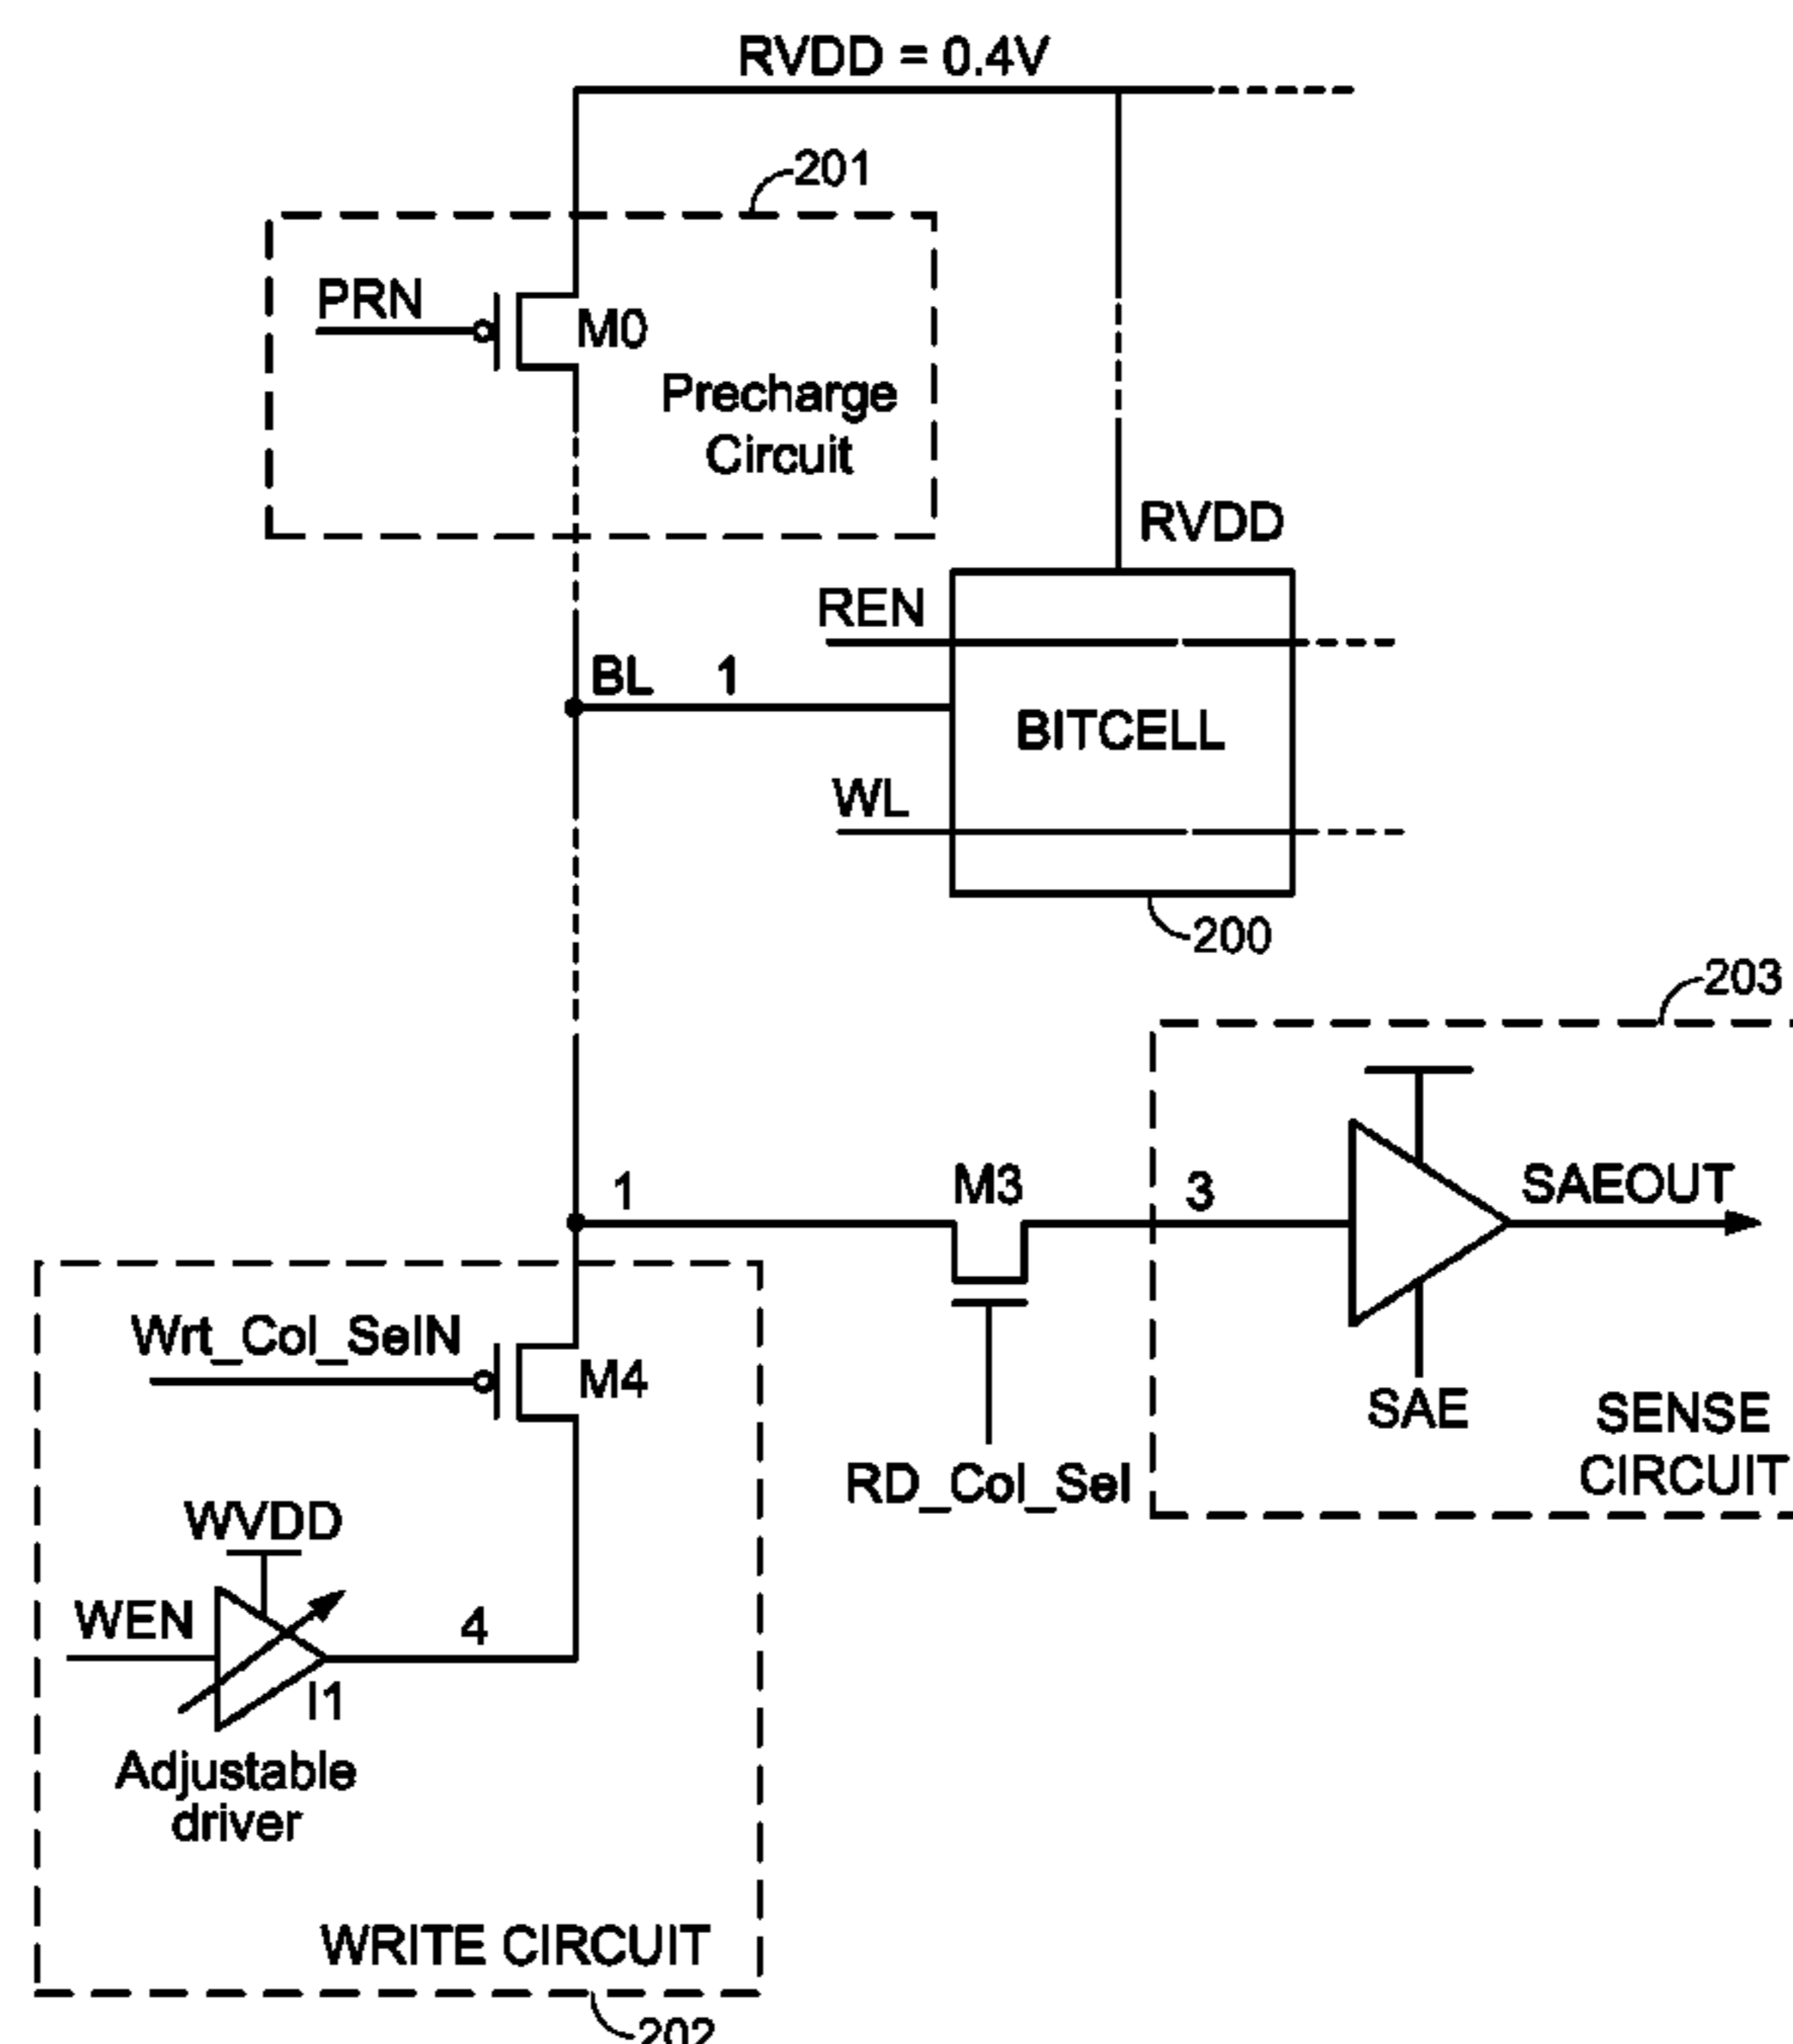 RVDD = 0.4V
201
PRN
M0
Precharge
Circuit
RVDD
REN
BL 1
BITCELL
WL
200
203
1
M3
3
SAEOUT
Wrt_Col_SelN
M4
SAE
SENSE
CIRCUIT
RD_Col_Sel
WVDD
WEN
4
I1
Adjustable
driver
WRITE CIRCUIT
202